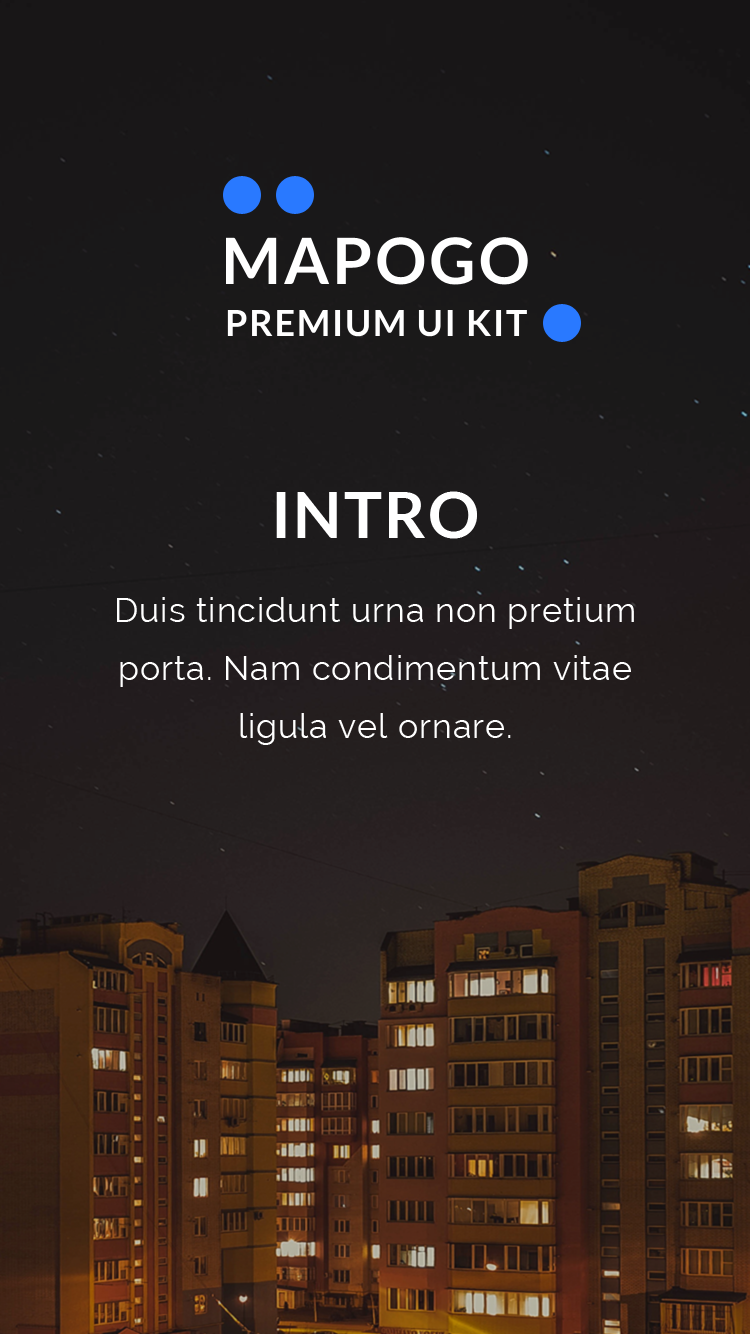 MAPOGO
PREMIUM UI KIT
INTRO
Duis tincidunt urna non pretium
porta. Nam condimentum vitae
ligula vel ornare.